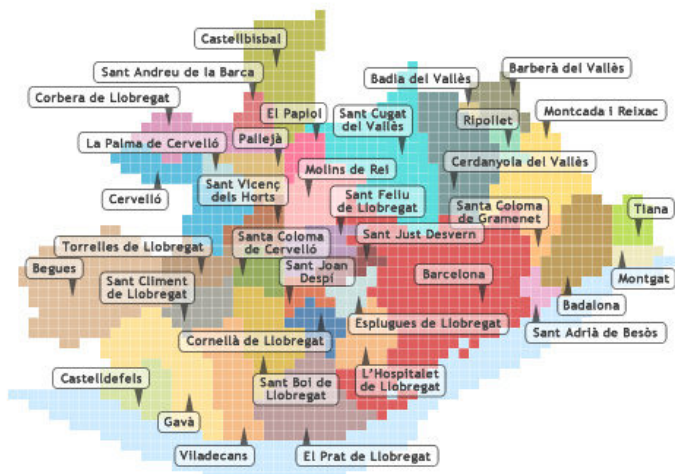 Castellbisbal
Sant Andreu de la Barca
Badia del Vallès
Barberà del Vallès
Corbera de Llobregat
El Papiol
Sant Cugat
del Vallès
Ripollet
Montcada i Reixac
La Palma de Cervelló
Pallejà
Molins de Rei
Cerdanyola del Vallès
Cervelló
Sant Vicenç
dels Horts
Sant Feliu
de Llobregat
Santa Coloma
de Gramenet
Tiana
Torrelles de Llobregat
Santa Coloma
de Cervelló
Sant Just Desvern
Begues
Sant Climent
de Llobregat
Sant Joan
Despí
Barcelona
Montgat
Badalona
Cornellà de Llobregat
Esplugues de Llobregat
Sant Adrià de Besòs
Castelldefels
Sant Boi de
Llobregat
L'Hospitalet
de Llobregat
Gavà
Viladecans
El Prat de Llobregat